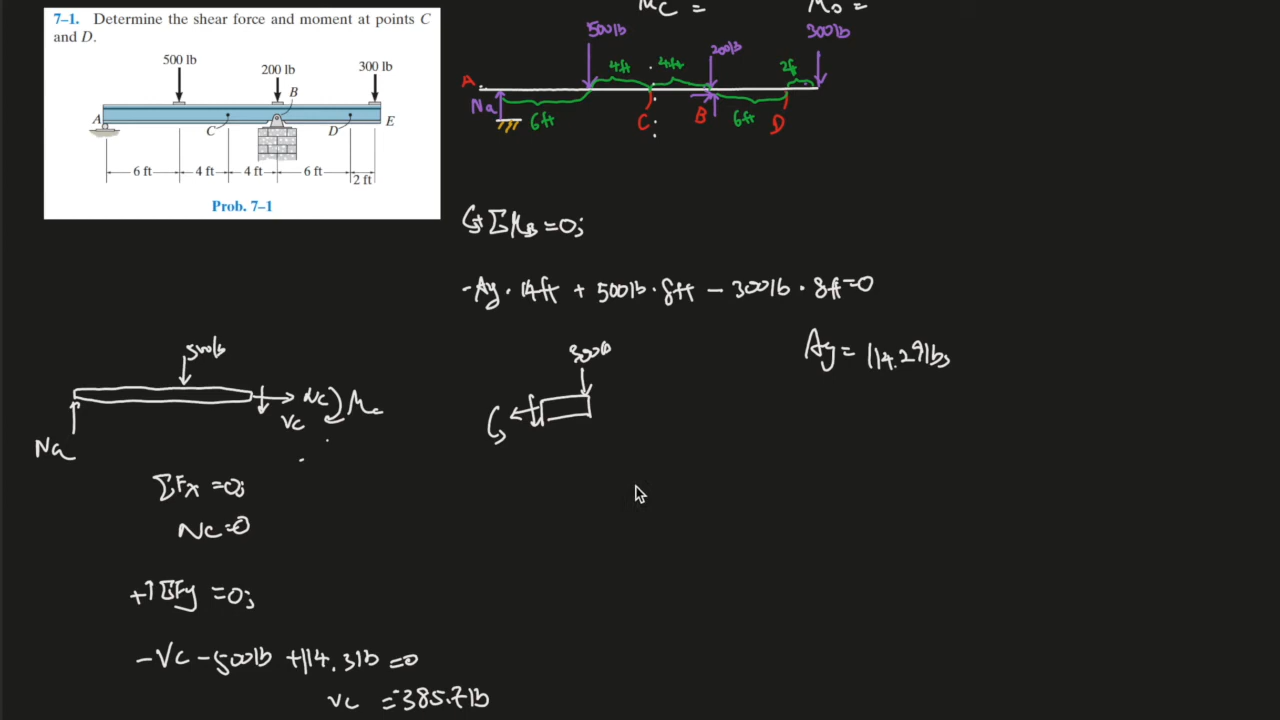 7–1. Determine the shear force and moment at points C
and D.
500 lb
200 lb
300 lb
B
A
C
D
E
6 ft
4 ft
4 ft
6 ft
2 ft
Prob. 7–1
Mc =
MD =
500lb
200lb
300lb
4ft
4ft
2ft
A
Na
6ft
C
B
6ft
D
↺+ ΣMB = 0;
-Ay · 14ft + 500lb · 8ft - 300lb · 8ft = 0
Ay = 114.29lbs
500lb
Nc
Vc
Mc
Na
300lb
ΣFx = 0;
Nc = 0
+↑ΣFy = 0;
-Vc - 500lb + 114.3lb = 0
Vc = -385.7lb